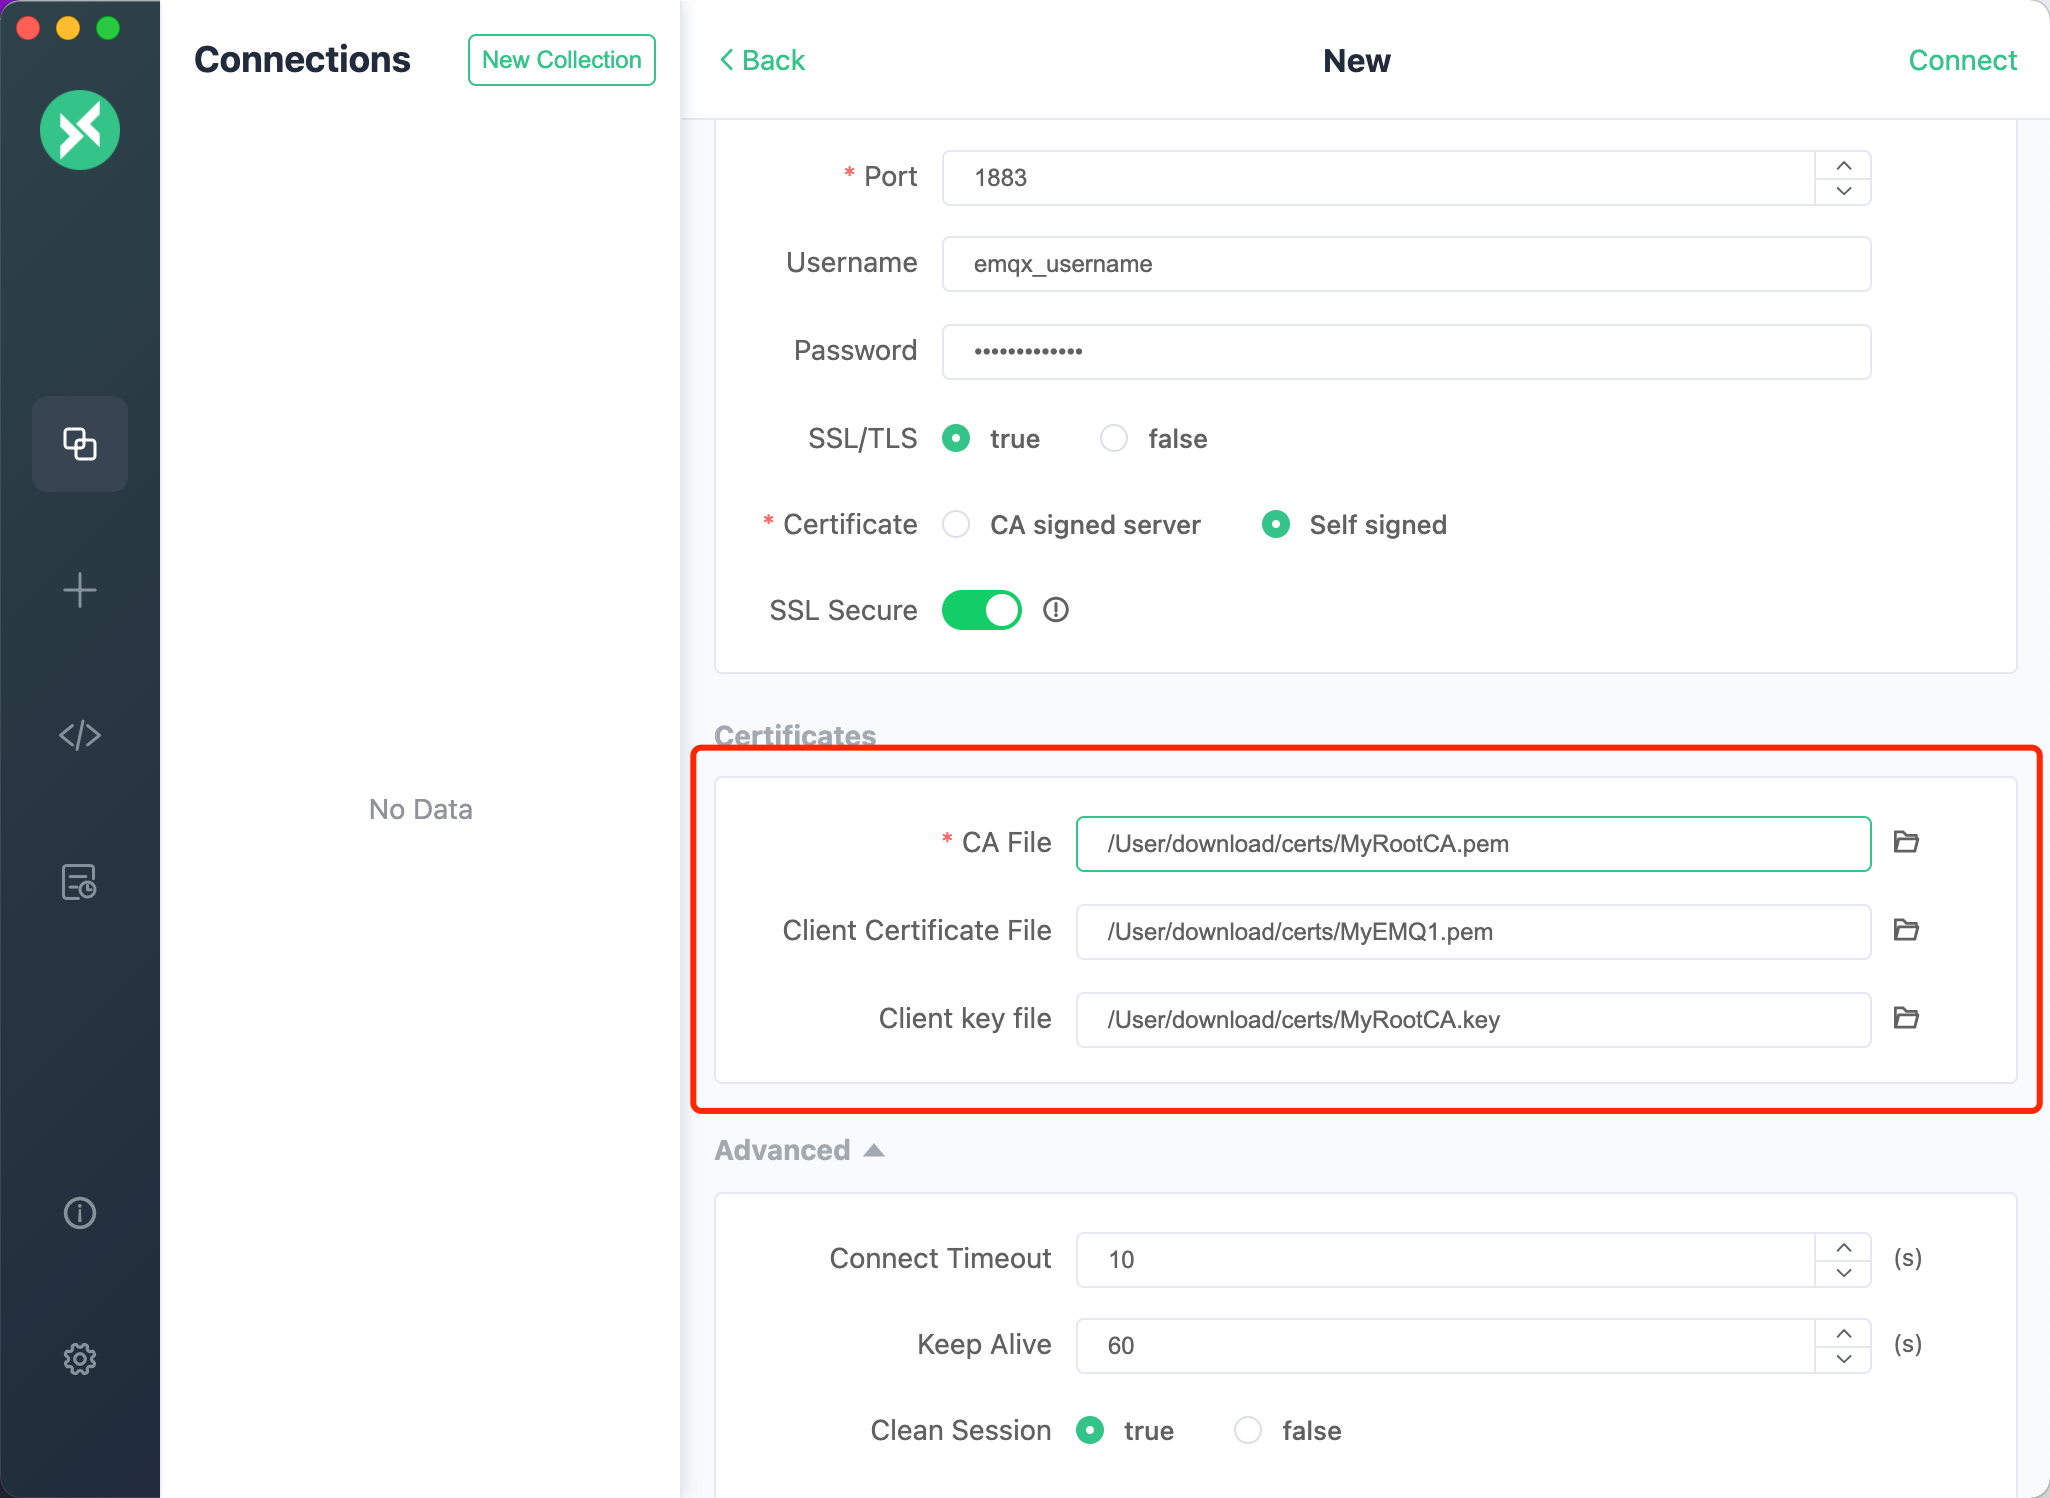 Connections
New Collection
Back
New
Connect
* Port
1883
Username
emqx_username
Password
•••••••••••••
SSL/TLS
true
false
* Certificate
CA signed server
Self signed
SSL Secure
No Data
Certificates
* CA File
/User/download/certs/MyRootCA.pem
Client Certificate File
/User/download/certs/MyEMQ1.pem
Client key file
/User/download/certs/MyRootCA.key
Advanced
Connect Timeout
10
(s)
Keep Alive
60
(s)
Clean Session
true
false